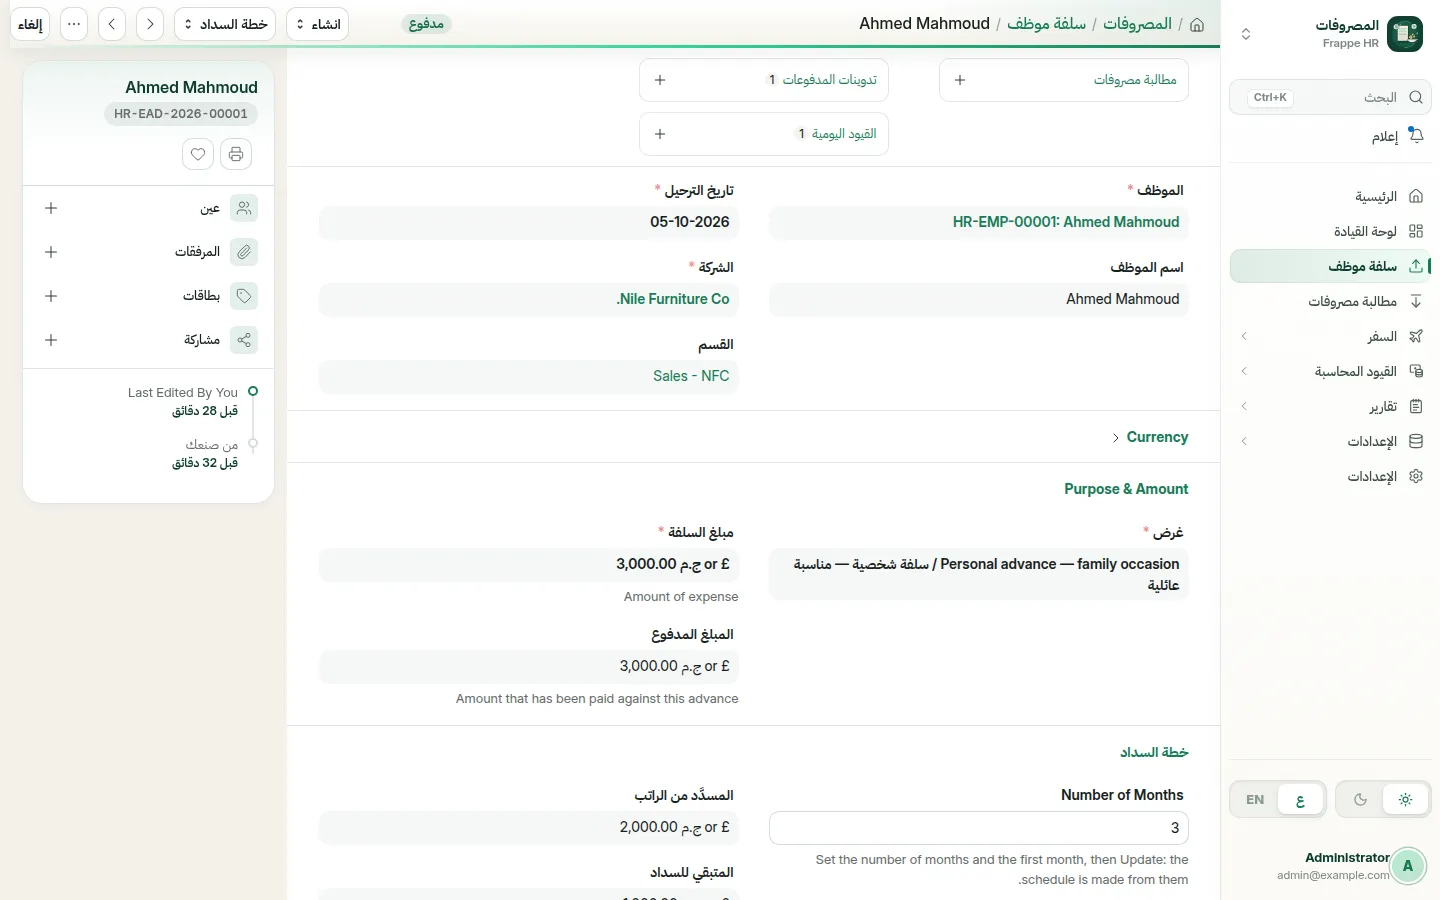 المصروفات
Frappe HR
البحث
Ctrl+K
إعلام
الرئيسية
لوحة القيادة
سلفة موظف
مطالبة مصروفات
السفر
القيود المحاسبة
تقارير
الإعدادات
الإعدادات
ع
EN
Administrator
admin@example.com
A
المصروفات / سلفة موظف / Ahmed Mahmoud
مدفوع
انشاء
خطة السداد
إلغاء
مطالبة مصروفات
تدوينات المدفوعات 1
القيود اليومية 1
الموظف *
HR-EMP-00001: Ahmed Mahmoud
تاريخ الترحيل *
05-10-2026
اسم الموظف
Ahmed Mahmoud
الشركة *
Nile Furniture Co.
القسم
Sales - NFC
Currency
Purpose & Amount
غرض *
Personal advance — family occasion / سلفة شخصية — مناسبة
عائلية
مبلغ السلفة *
£ or ج.م 3,000.00
Amount of expense
المبلغ المدفوع
£ or ج.م 3,000.00
Amount that has been paid against this advance
خطة السداد
Number of Months
3
Set the number of months and the first month, then Update: the
schedule is made from them.
المسدَّد من الراتب
£ or ج.م 2,000.00
المتبقي للسداد
Ahmed Mahmoud
HR-EAD-2026-00001
عين
المرفقات
بطاقات
مشاركة
Last Edited By You
قبل 28 دقائق
من صنعك
قبل 32 دقائق